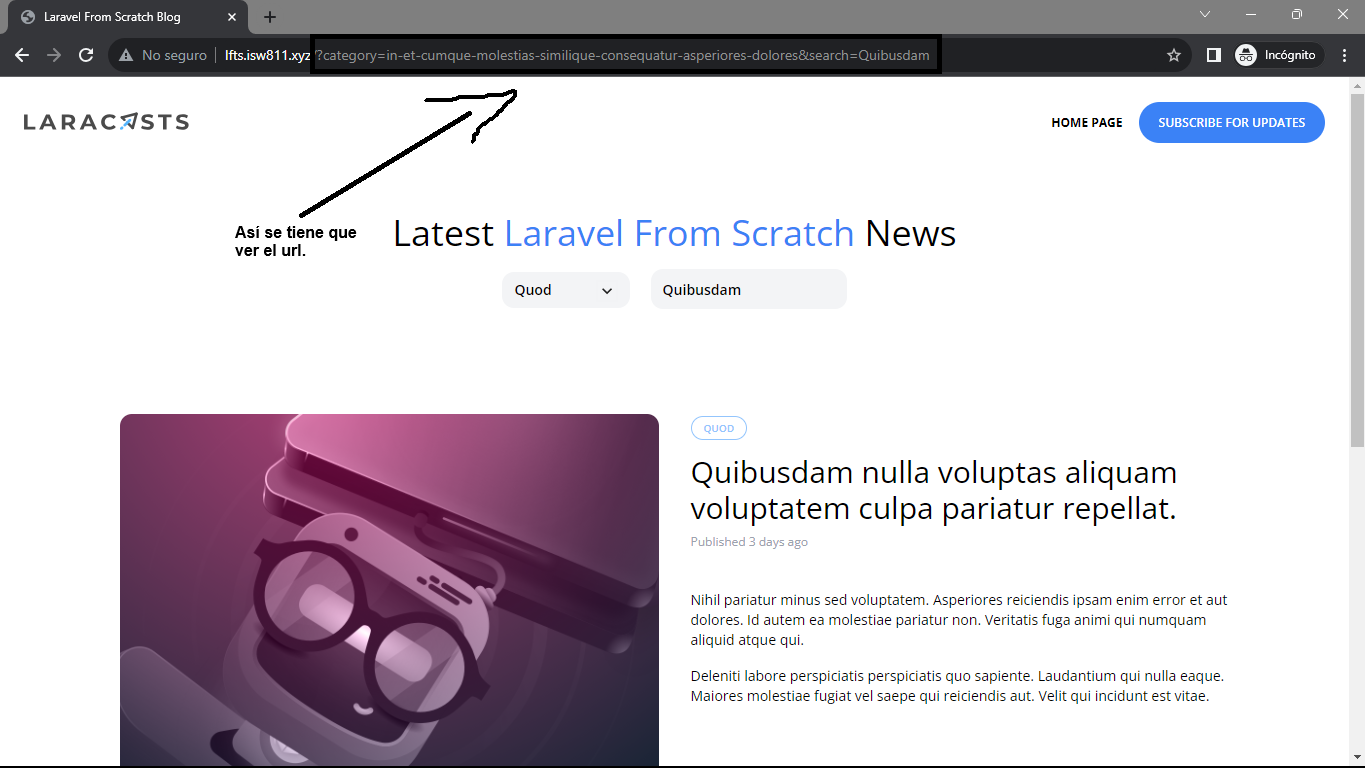 Laravel From Scratch Blog
No seguro
lfts.isw811.xyz/?category=in-et-cumque-molestias-similique-consequatur-asperiores-dolores&search=Quibusdam
Incógnito
LARACASTS
HOME PAGE
SUBSCRIBE FOR UPDATES
Así se tiene que
ver el url.
Latest Laravel From Scratch News
Quod
Quibusdam
QUOD
Quibusdam nulla voluptas aliquam
voluptatem culpa pariatur repellat.
Published 3 days ago
Nihil pariatur minus sed voluptatem. Asperiores reiciendis ipsam enim error et aut
dolores. Id autem ea molestiae pariatur non. Veritatis fuga animi qui numquam
aliquid atque qui.
Deleniti labore perspiciatis perspiciatis quo sapiente. Laudantium qui nulla eaque.
Maiores molestiae fugiat vel saepe qui reiciendis aut. Velit qui incidunt est vitae.